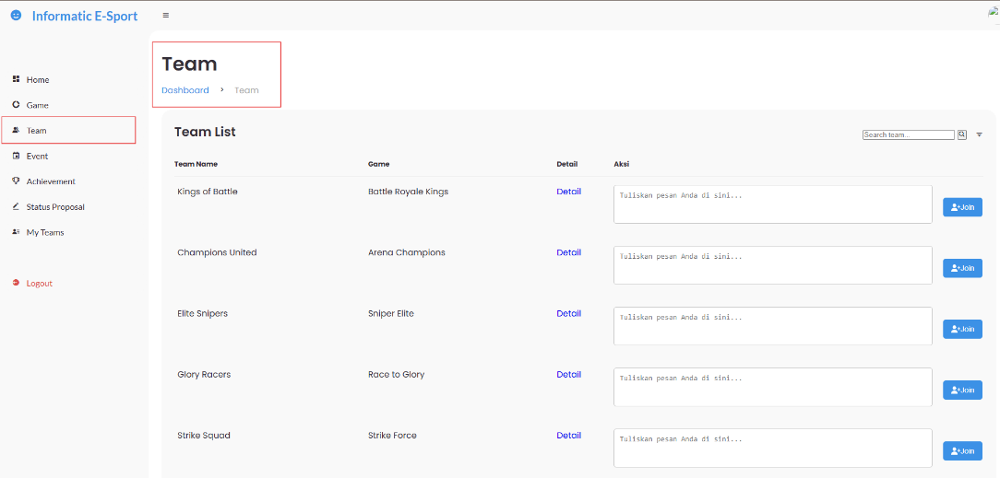 Informatic E-Sport
Home
Game
Team
Event
Achievement
Status Proposal
My Teams
Logout
Team
Dashboard > Team
Team List
Search team...
Team Name Game Detail Aksi
Kings of Battle Battle Royale Kings Detail Tuliskan pesan Anda di sini... Join
Champions United Arena Champions Detail Tuliskan pesan Anda di sini... Join
Elite Snipers Sniper Elite Detail Tuliskan pesan Anda di sini... Join
Glory Racers Race to Glory Detail Tuliskan pesan Anda di sini... Join
Strike Squad Strike Force Detail Tuliskan pesan Anda di sini... Join